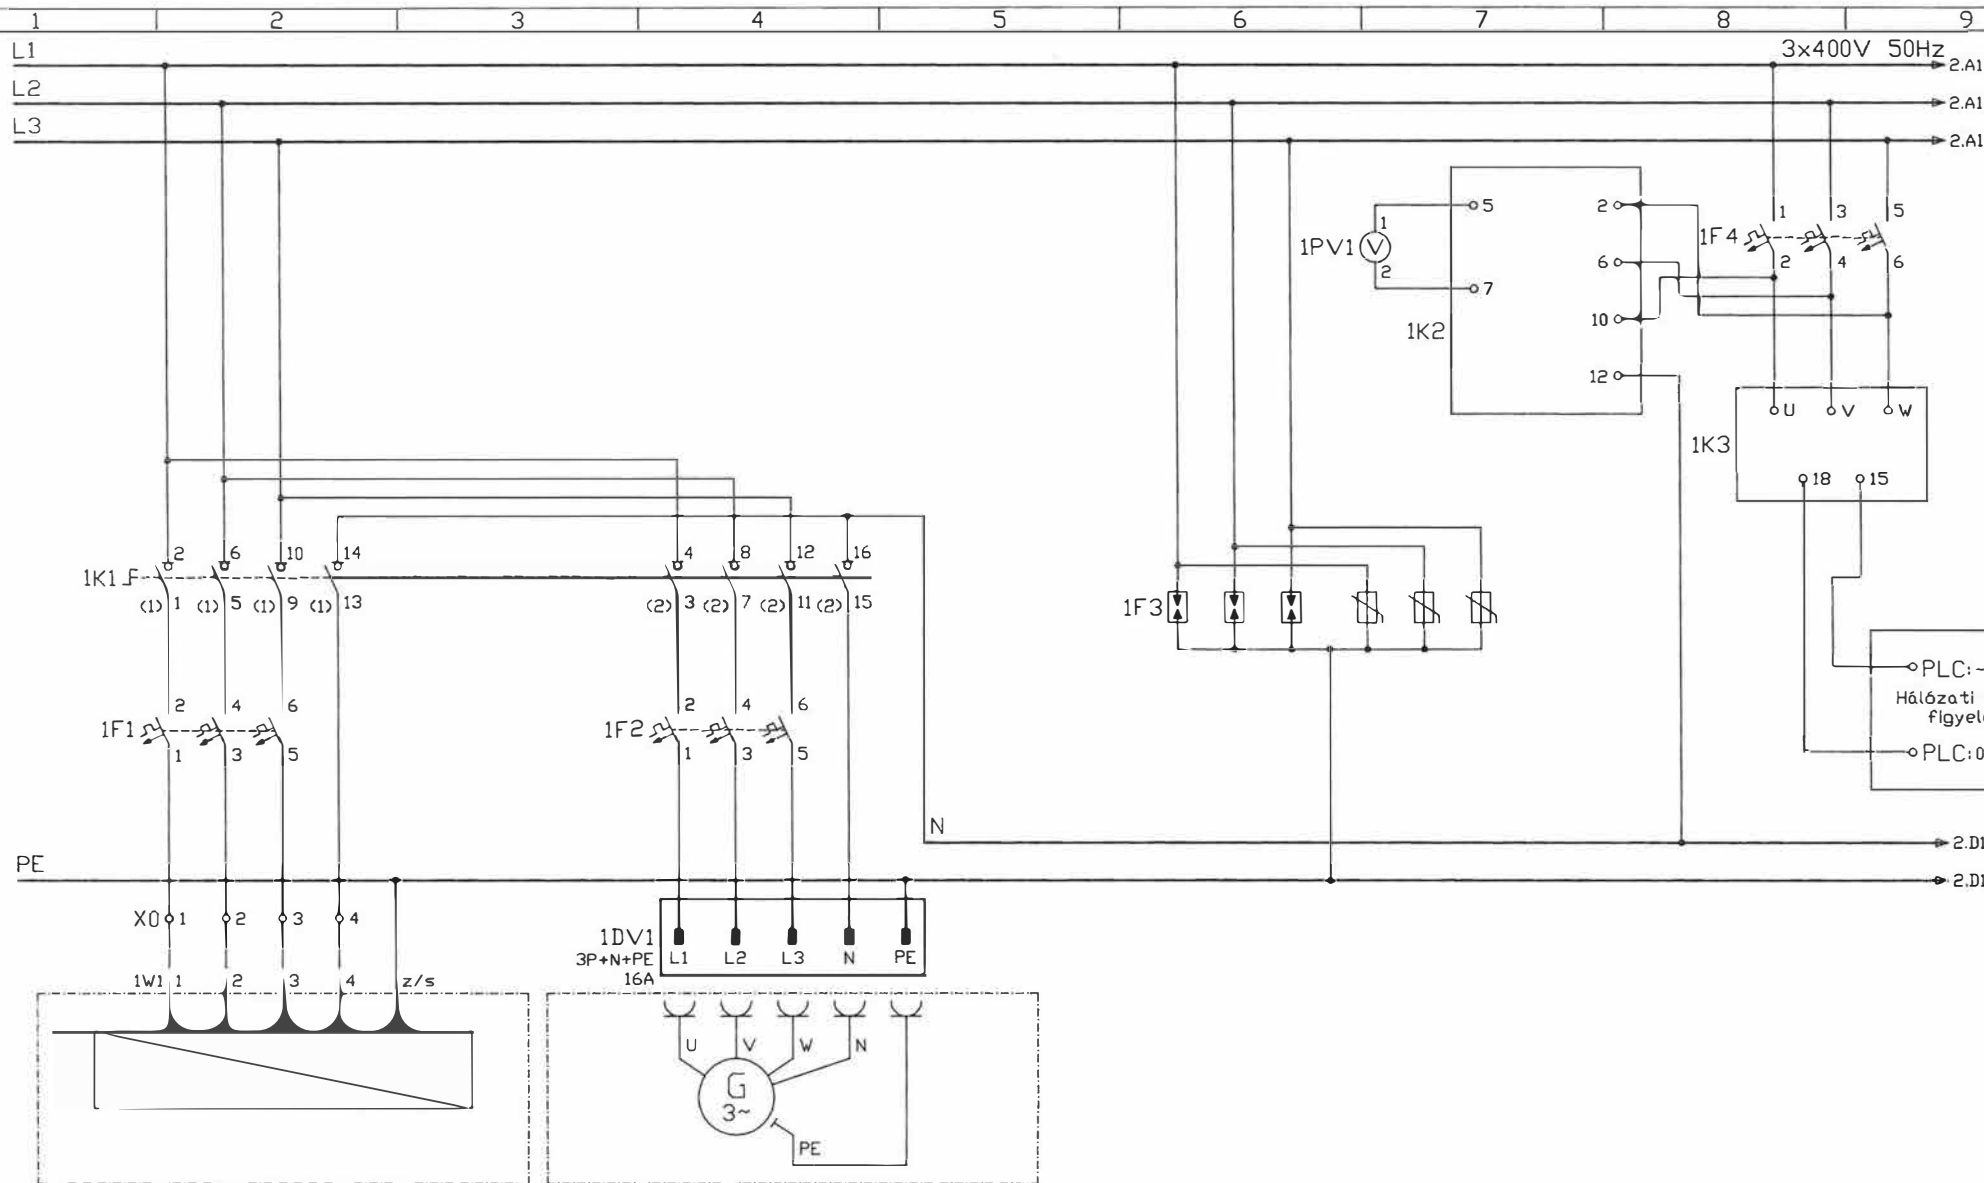 1 2 3 4 5 6 7 8 9
3x400V 50Hz
L1 2.A1
L2 2.A1
L3 2.A1
1PV1 V 1 2
5 7 2 6 10 12
1K2
1F4 1 3 5
2 4 6
1K3 U V W
18 15
2 6 10 14 4 8 12 16
1K1
(1) 1 (1) 5 (1) 9 (1) 13 (2) 3 (2) 7 (2) 11 (2) 15
1F3
PLC:~
Hálózati
PLC:0
2 4 6
1F1
1 3 5
2 4 6
1F2
1 3 5
N 2.D1
PE 2.D1
X0 1 2 3 4
1DV1
3P+N+PE
16A
L1 L2 L3 N PE
1W1 1 2 3 4 z/s
U V W N
G
3~
PE